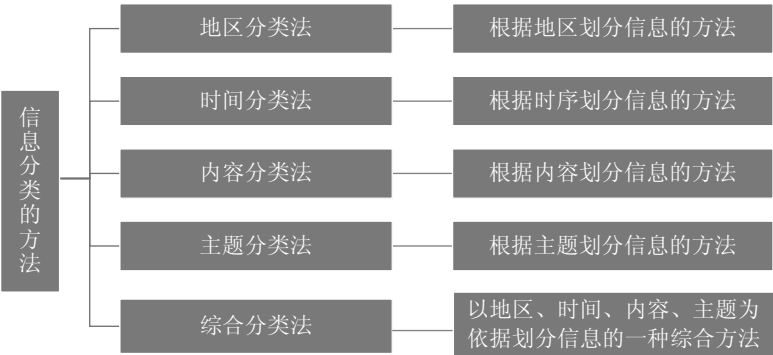 信息分类的方法
地区分类法
根据地区划分信息的方法
时间分类法
根据时序划分信息的方法
内容分类法
根据内容划分信息的方法
主题分类法
根据主题划分信息的方法
综合分类法
以地区、时间、内容、主题为
依据划分信息的一种综合方法